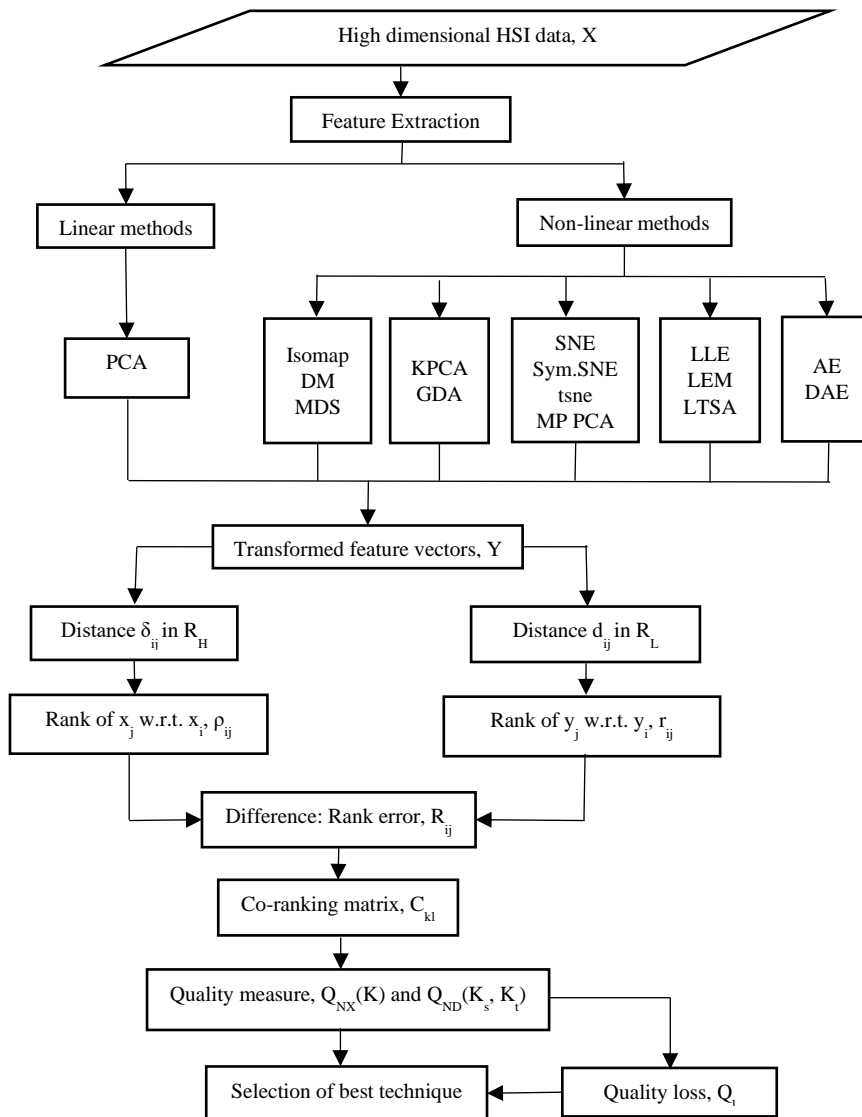 High dimensional HSI data, X
Feature Extraction
Linear methods
Non-linear methods
PCA
Isomap
DM
MDS
KPCA
GDA
SNE
Sym.SNE
tsne
MP PCA
LLE
LEM
LTSA
AE
DAE
Transformed feature vectors, Y
Distance δij in RH
Distance dij in RL
Rank of xj w.r.t. xi, ρij
Rank of yj w.r.t. yi, rij
Difference: Rank error, Rij
Co-ranking matrix, Ckl
Quality measure, QNX(K) and QND(Ks, Kt)
Selection of best technique
Quality loss, Ql